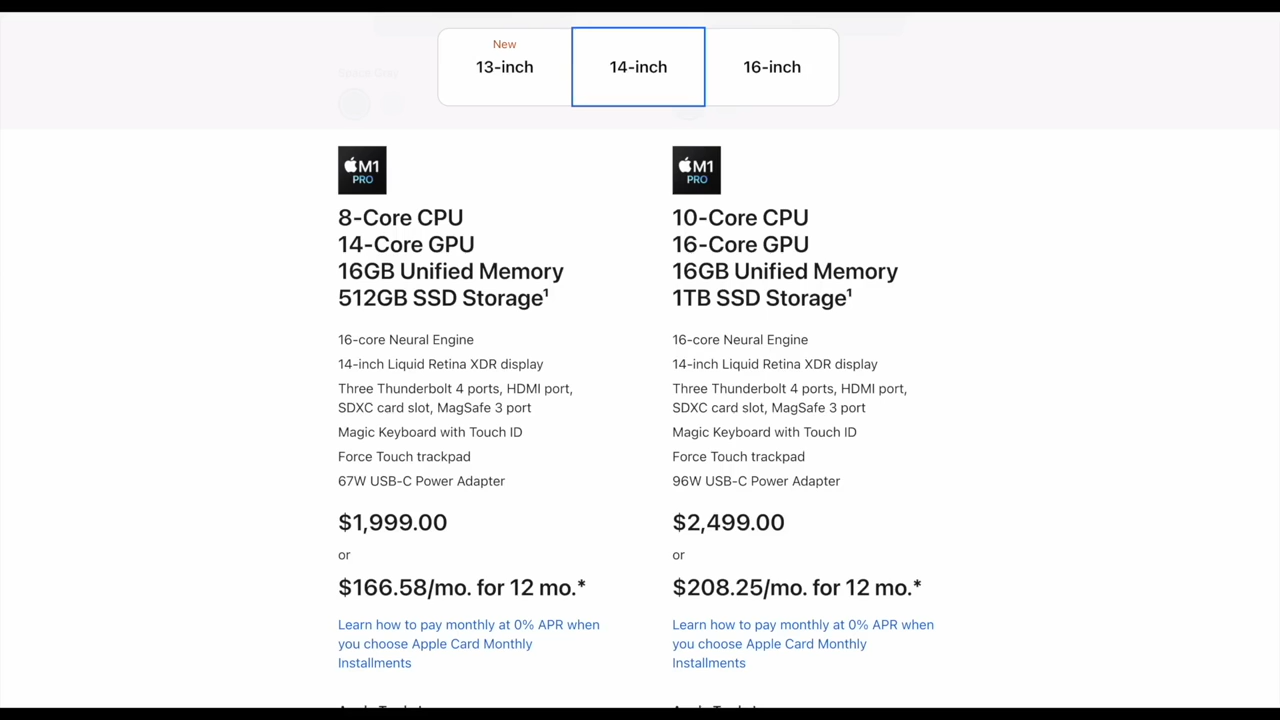 New
13-inch
14-inch
16-inch
Space Gray
M1
PRO
8-Core CPU
14-Core GPU
16GB Unified Memory
512GB SSD Storage¹
16-core Neural Engine
14-inch Liquid Retina XDR display
Three Thunderbolt 4 ports, HDMI port,
SDXC card slot, MagSafe 3 port
Magic Keyboard with Touch ID
Force Touch trackpad
67W USB-C Power Adapter
$1,999.00
or
$166.58/mo. for 12 mo.*
Learn how to pay monthly at 0% APR when
you choose Apple Card Monthly
Installments
M1
PRO
10-Core CPU
16-Core GPU
16GB Unified Memory
1TB SSD Storage¹
16-core Neural Engine
14-inch Liquid Retina XDR display
Three Thunderbolt 4 ports, HDMI port,
SDXC card slot, MagSafe 3 port
Magic Keyboard with Touch ID
Force Touch trackpad
96W USB-C Power Adapter
$2,499.00
or
$208.25/mo. for 12 mo.*
Learn how to pay monthly at 0% APR when
you choose Apple Card Monthly
Installments